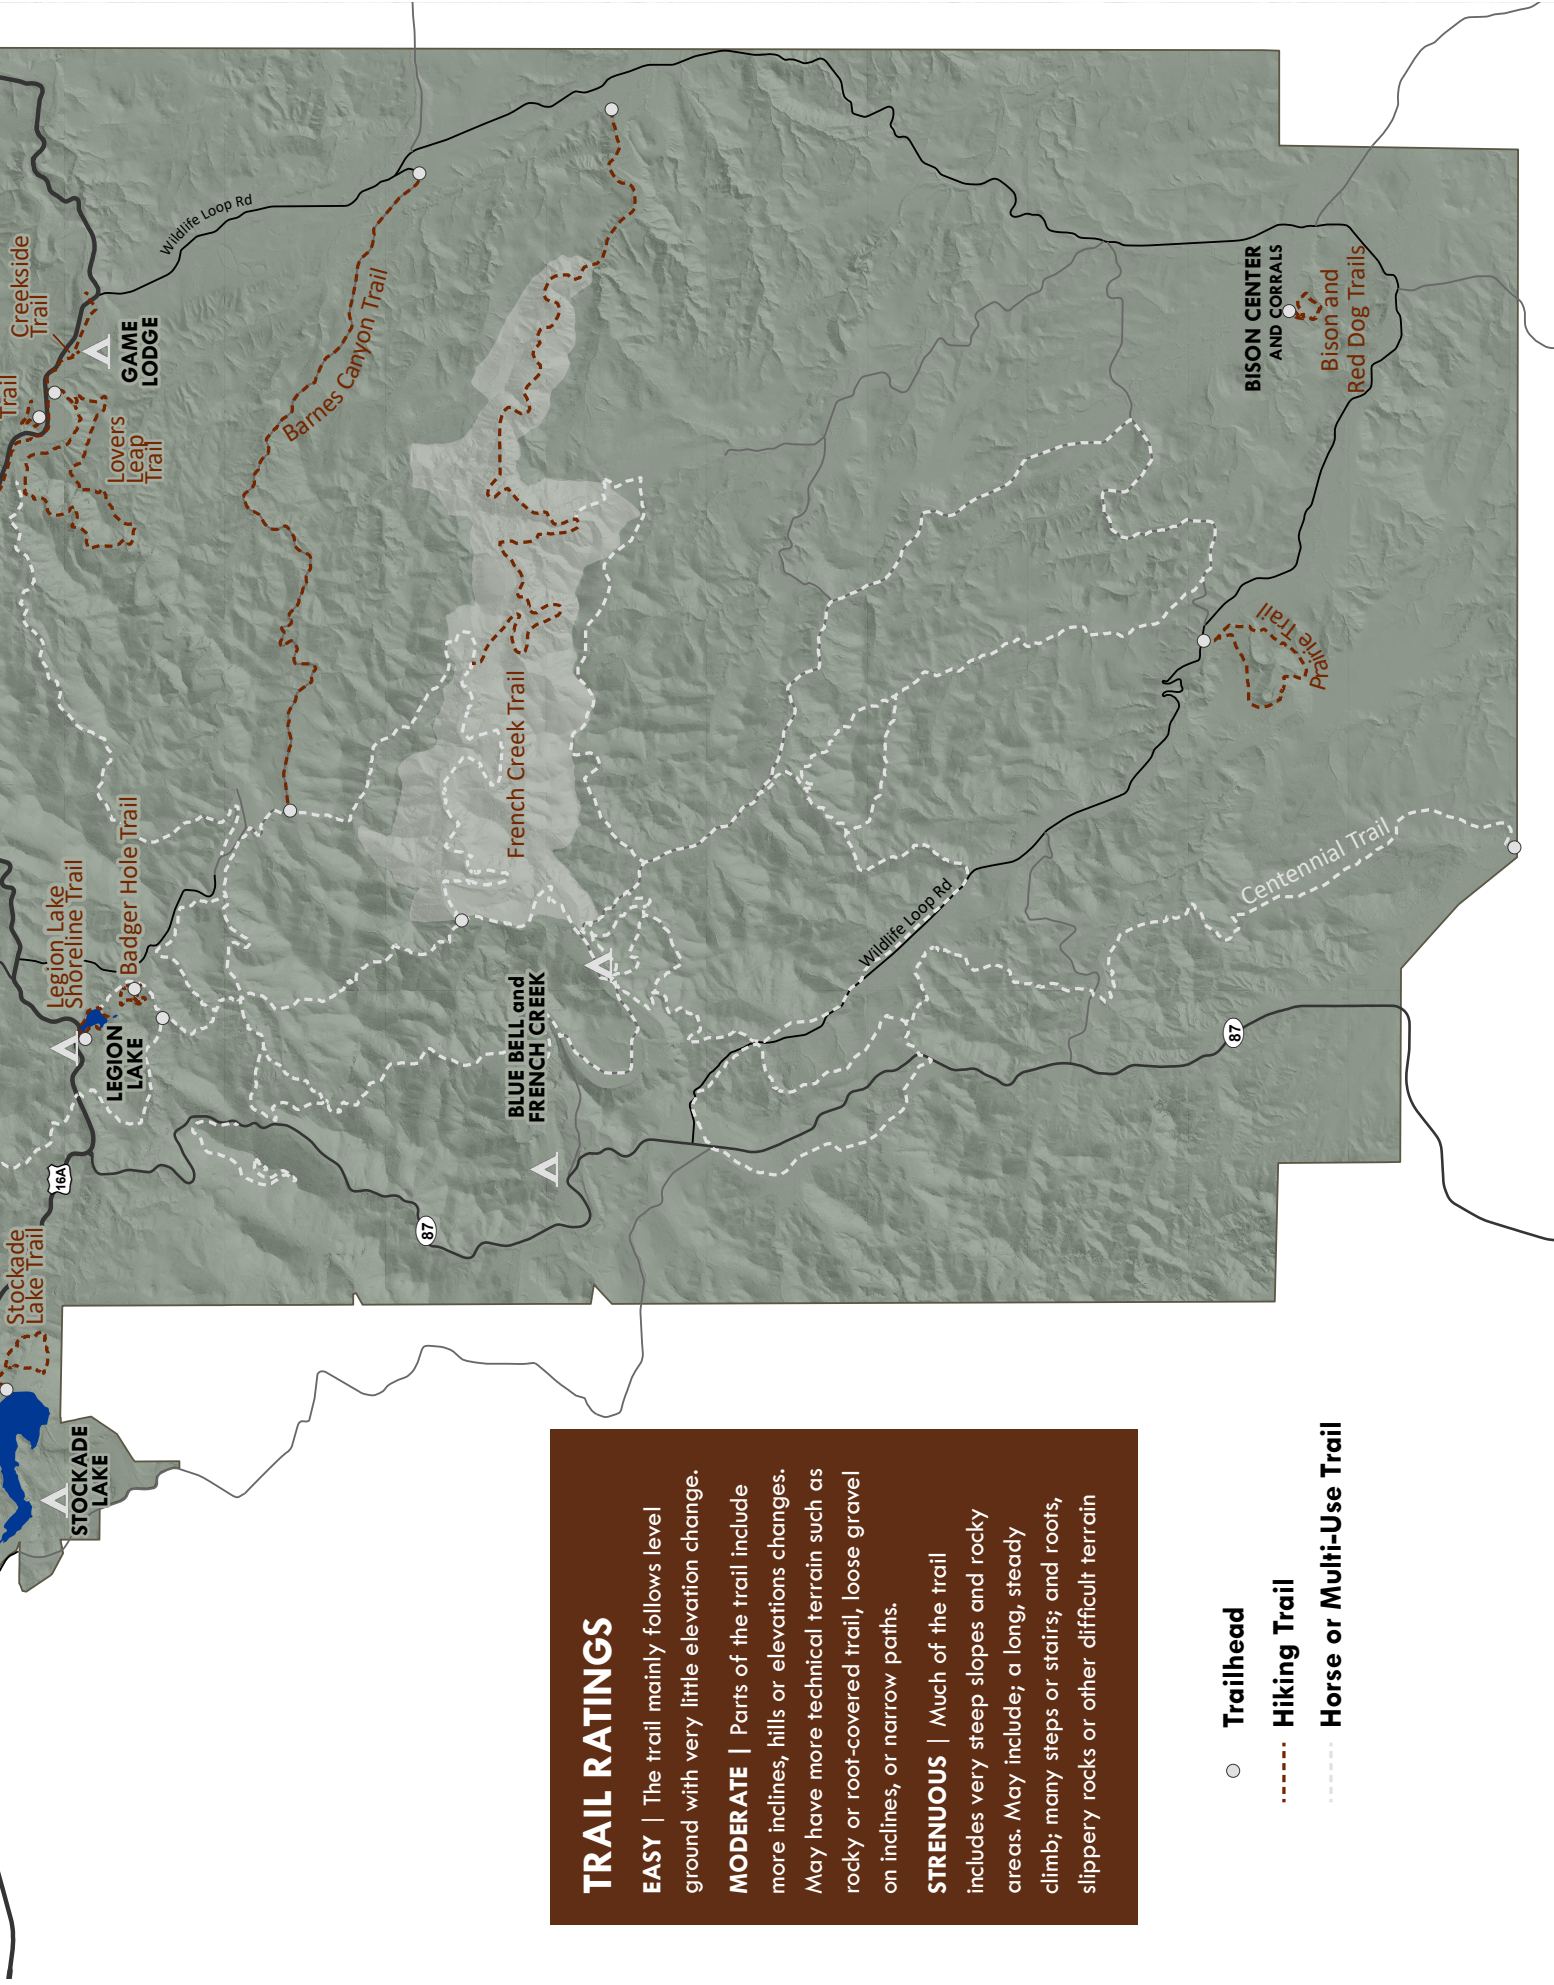 Creekside
Trail
Trail
GAME
LODGE
Lovers
Leap
Trail
Wildlife Loop Rd
Barnes Canyon Trail
Legion Lake
Shoreline Trail
Badger Hole Trail
LEGION
LAKE
16A
Stockade
Lake Trail
STOCKADE
LAKE
French Creek Trail
BLUE BELL and
FRENCH CREEK
87
Wildlife Loop Rd
BISON CENTER
AND CORRALS
Bison and
Red Dog Trails
Prairie Trail
Centennial Trail
87
TRAIL RATINGS
EASY | The trail mainly follows level
ground with very little elevation change.
MODERATE | Parts of the trail include
more inclines, hills or elevations changes.
May have more technical terrain such as
rocky or root-covered trail, loose gravel
on inclines, or narrow paths.
STRENUOUS | Much of the trail
includes very steep slopes and rocky
areas. May include; a long, steady
climb; many steps or stairs; and roots,
slippery rocks or other difficult terrain
Trailhead
Hiking Trail
Horse or Multi-Use Trail